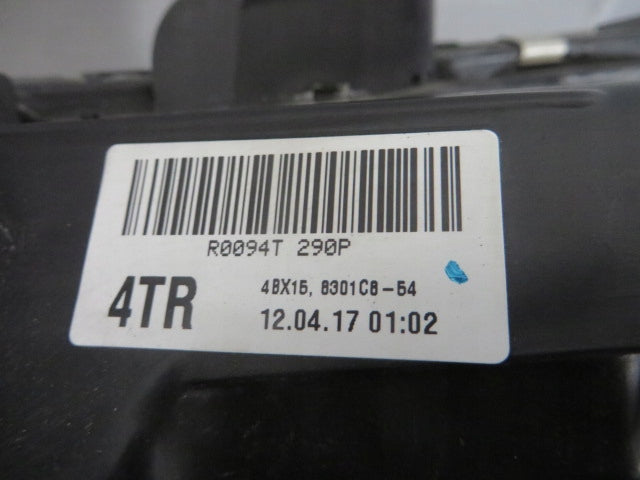 R0094T 290P
4TR
4BX15, 8301C8-54
12.04.17 01:02